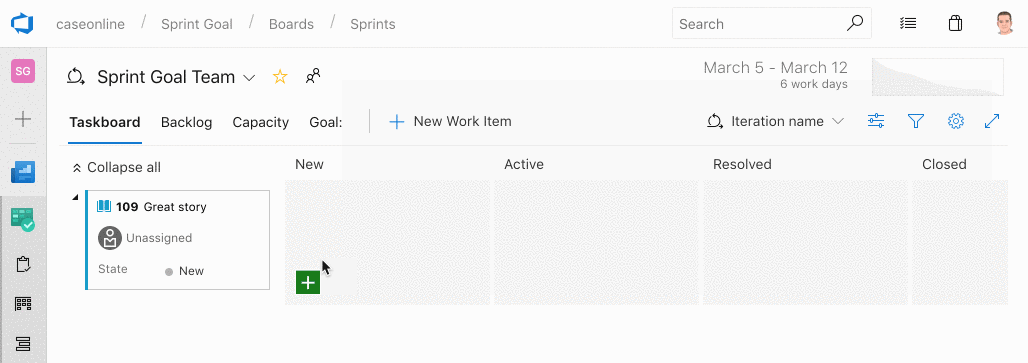 caseonline / Sprint Goal / Boards / Sprints
Search
SG
Sprint Goal Team
March 5 - March 12
6 work days
Taskboard Backlog Capacity Goal: New Work Item Iteration name
Collapse all New Active Resolved Closed
109 Great story
Unassigned
State New